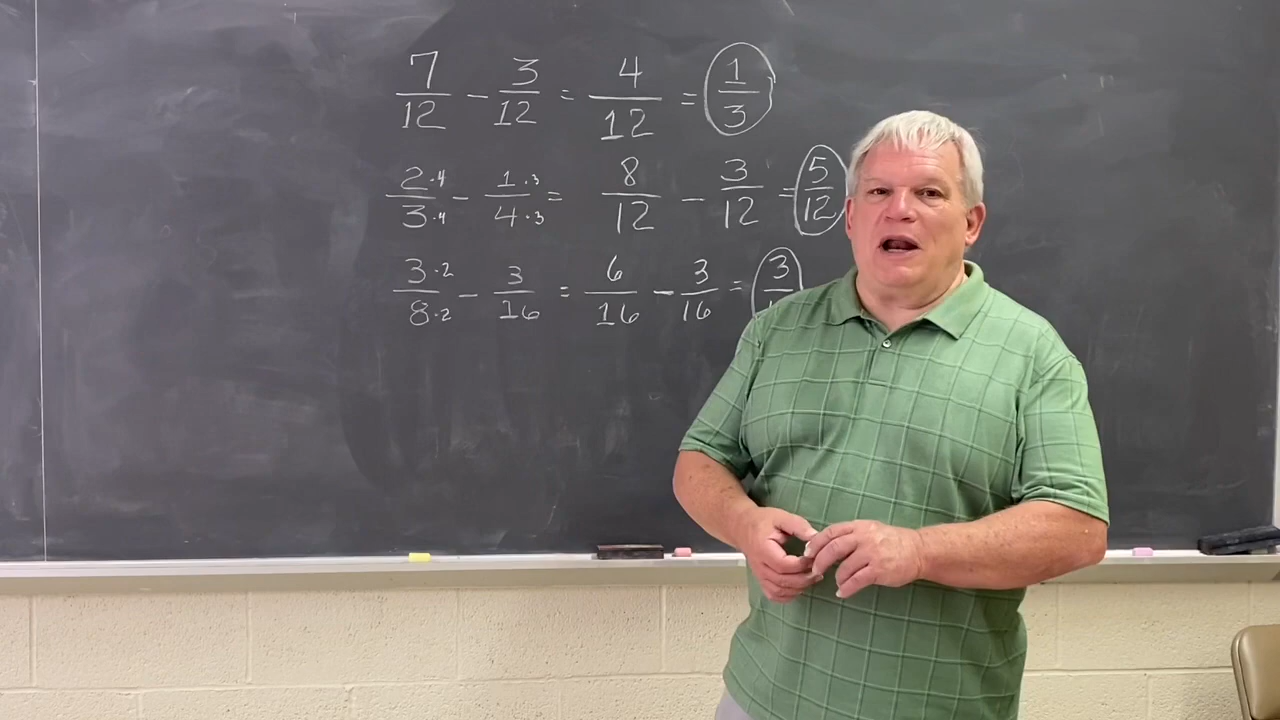 7/12 - 3/12 = 4/12 = 1/3
2·4/3·4 - 1·3/4·3 = 8/12 - 3/12 = 5/12
3·2/8·2 - 3/16 = 6/16 - 3/16 = 3/